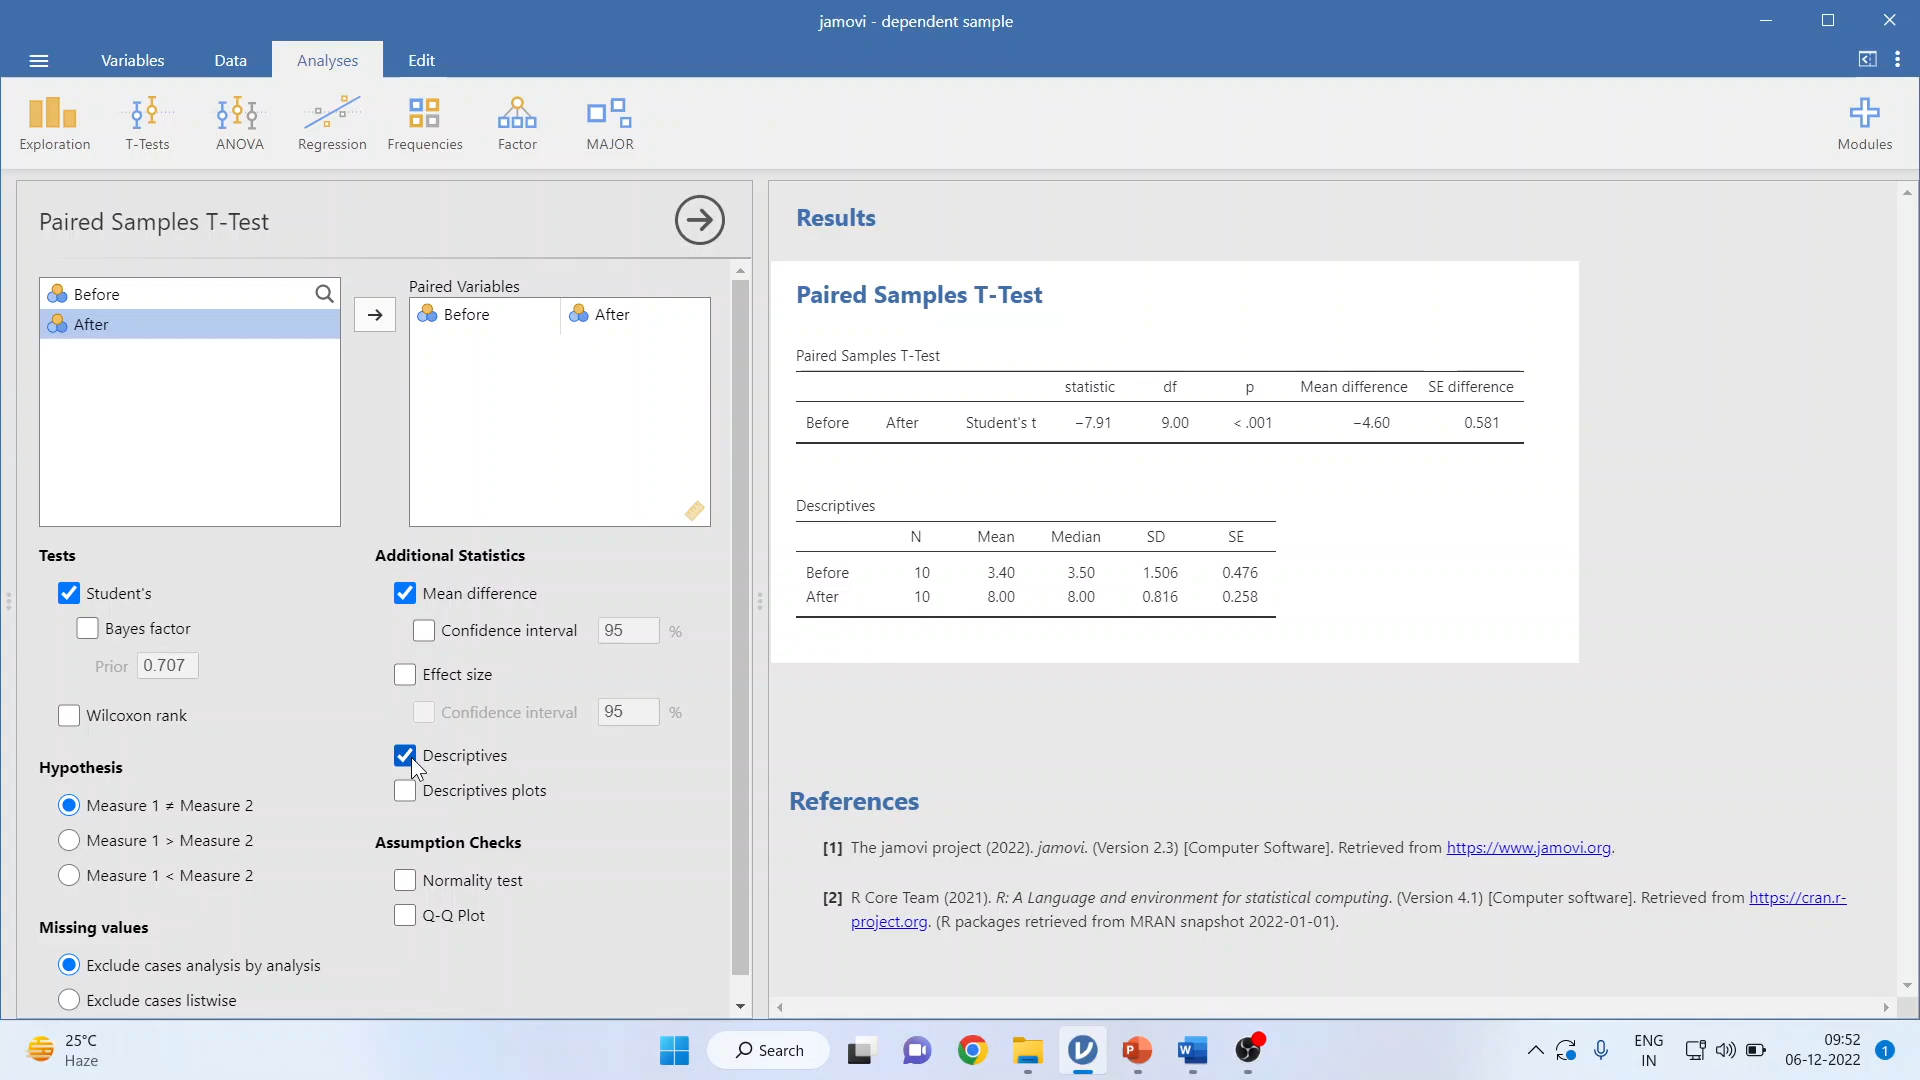 jamovi - dependent sample
Variables
Data
Analyses
Edit
Exploration
T-Tests
ANOVA
Regression
Frequencies
Factor
MAJOR
Modules
Paired Samples T-Test
Before
After
Paired Variables
Before After
Tests
Student's
Bayes factor
Prior 0.707
Wilcoxon rank
Hypothesis
Measure 1 ≠ Measure 2
Measure 1 > Measure 2
Measure 1 < Measure 2
Missing values
Exclude cases analysis by analysis
Exclude cases listwise
Additional Statistics
Mean difference
Confidence interval 95 %
Effect size
Confidence interval 95 %
Descriptives
Descriptives plots
Assumption Checks
Normality test
Q-Q Plot
Results
Paired Samples T-Test
Paired Samples T-Test
statistic df p Mean difference SE difference
Before After Student's t −7.91 9.00 < .001 −4.60 0.581
Descriptives
N Mean Median SD SE
Before 10 3.40 3.50 1.506 0.476
After 10 8.00 8.00 0.816 0.258
References
[1] The jamovi project (2022). jamovi. (Version 2.3) [Computer Software]. Retrieved from https://www.jamovi.org.
[2] R Core Team (2021). R: A Language and environment for statistical computing. (Version 4.1) [Computer software]. Retrieved from https://cran.r-
project.org. (R packages retrieved from MRAN snapshot 2022-01-01).
25°C
Haze
Search
P
W
ENG
IN
09:52
06-12-2022
1